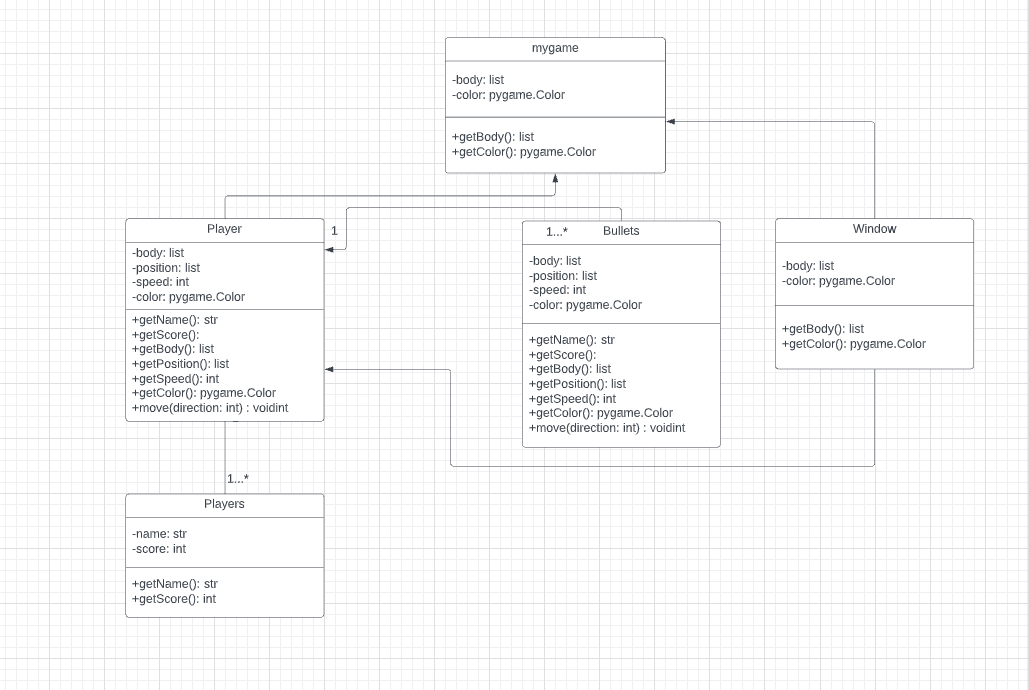 mygame
-body: list
-color: pygame.Color
+getBody(): list
+getColor(): pygame.Color
Player
-body: list
-position: list
-speed: int
-color: pygame.Color
+getName(): str
+getScore():
+getBody(): list
+getPosition(): list
+getSpeed(): int
+getColor(): pygame.Color
+move(direction: int) : voidint
1
1...*
Bullets
-body: list
-position: list
-speed: int
-color: pygame.Color
+getName(): str
+getScore():
+getBody(): list
+getPosition(): list
+getSpeed(): int
+getColor(): pygame.Color
+move(direction: int) : voidint
Window
-body: list
-color: pygame.Color
+getBody(): list
+getColor(): pygame.Color
1...*
Players
-name: str
-score: int
+getName(): str
+getScore(): int